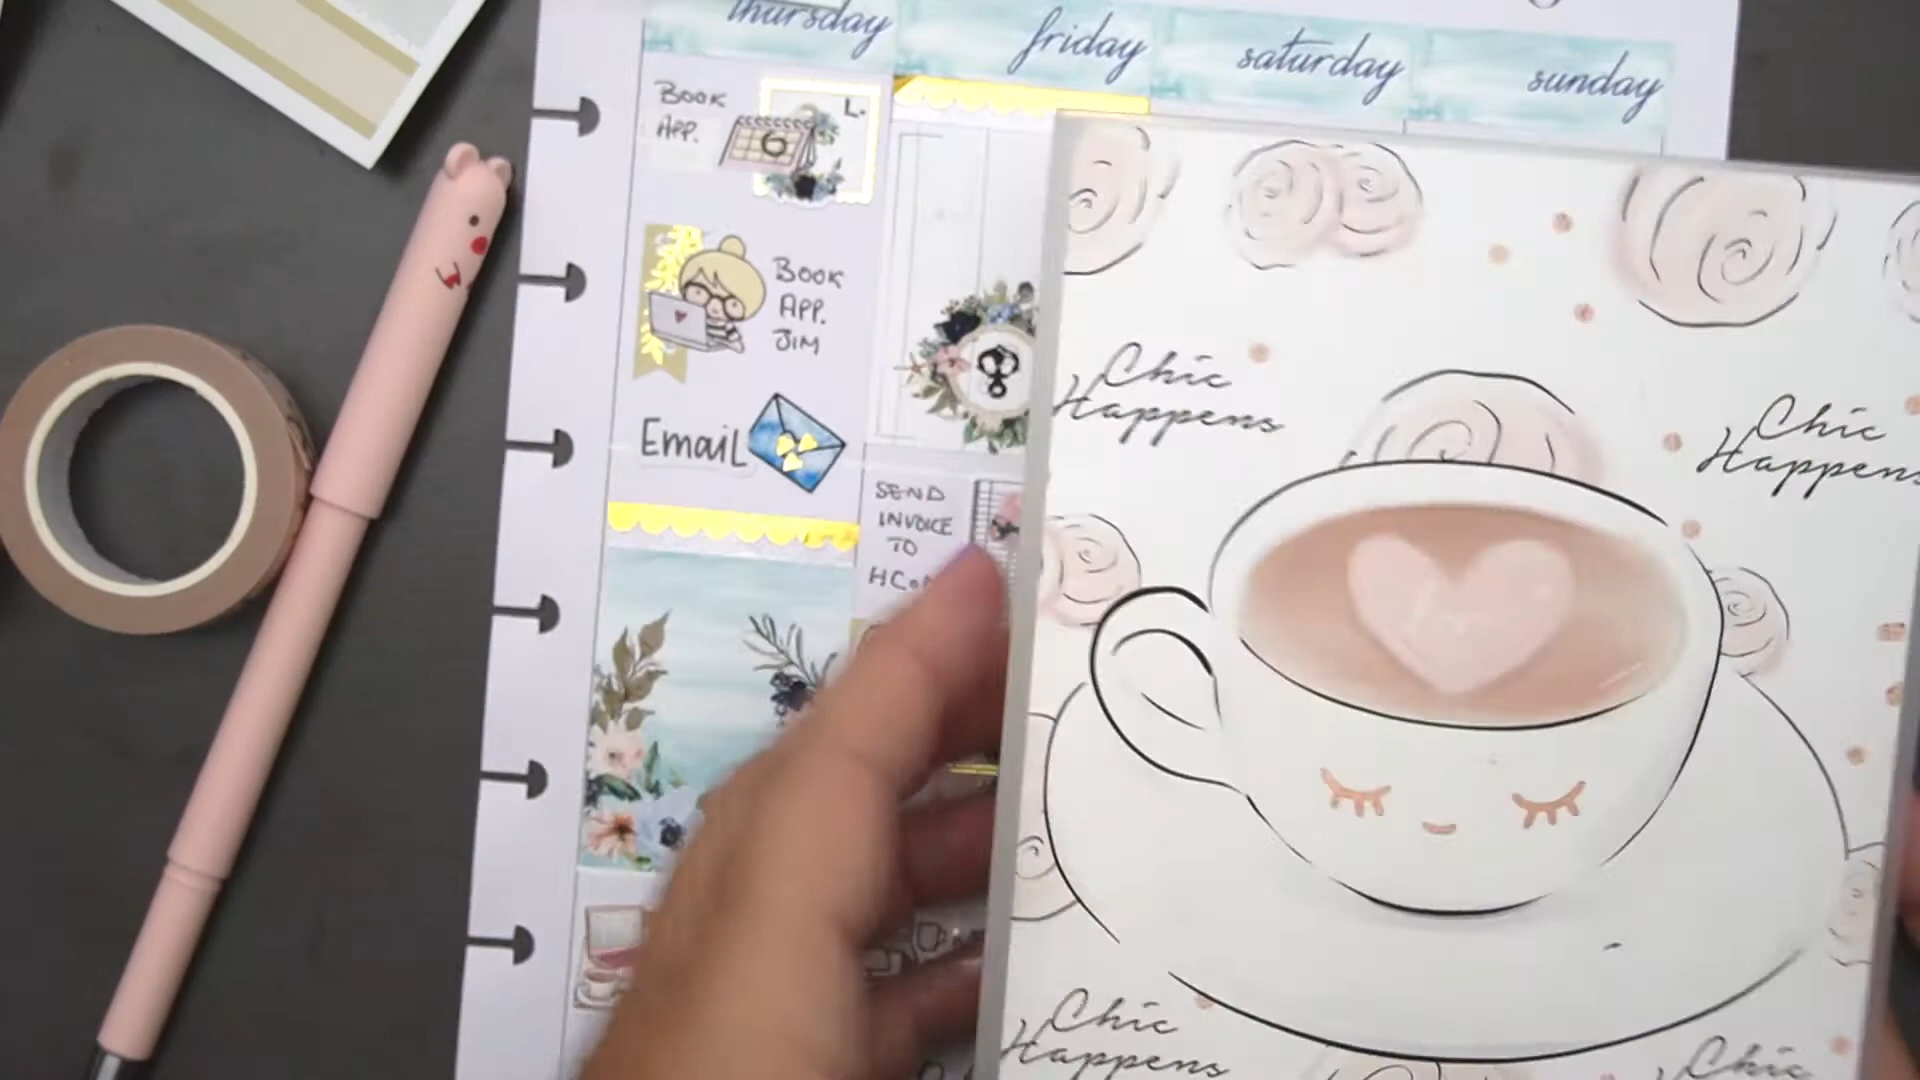 thursday
friday
saturday
sunday
BOOK
APP.
L.
6
BOOK
APP.
JIM
EmaiL
SEND
INVOICE
TO
Chic
Happens
Chic
Happens
Chic
Happens
Chic